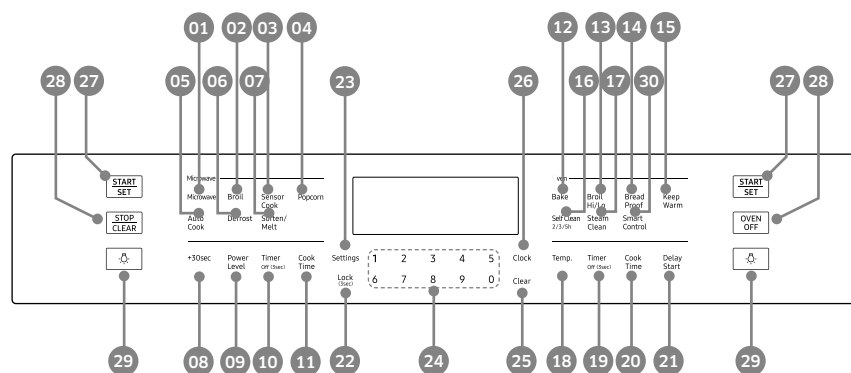 01 02 03 04 12 13 14 15
28 27 05 06 07 23 26 16 17 30 27 28
Microwave
START
SET
Microwave Broil Sensor
Cook Popcorn
Bake Broil
Hi/Lo Bread
Proof Keep
Warm
START
SET
STOP
CLEAR
Auto
Cook Defrost Soften/
Melt
Self Clean
2/3/5h Steam
Clean Smart
Control
OVEN
OFF
+30sec Power
Level Timer
Off (3sec) Cook
Time
Settings 1 2 3 4 5 Clock
Lock
(3sec) 6 7 8 9 0 Clear
Temp. Timer
Off (3sec) Cook
Time Delay
Start
29 08 09 10 11 22 24 25 18 19 20 21 29